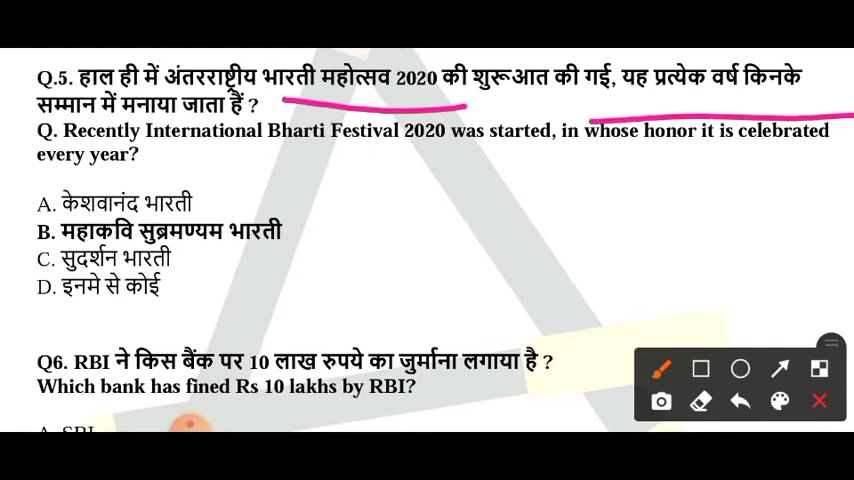 Q.5. हाल ही में अंतरराष्ट्रीय भारती महोत्सव 2020 की शुरूआत की गई, यह प्रत्येक वर्ष किनके
सम्मान में मनाया जाता हैं ?
Q. Recently International Bharti Festival 2020 was started, in whose honor it is celebrated
every year?
A. केशवानंद भारती
B. महाकवि सुब्रमण्यम भारती
C. सुदर्शन भारती
D. इनमे से कोई
Q6. RBI ने किस बैंक पर 10 लाख रुपये का जुर्माना लगाया है ?
Which bank has fined Rs 10 lakhs by RBI?
A. SBI